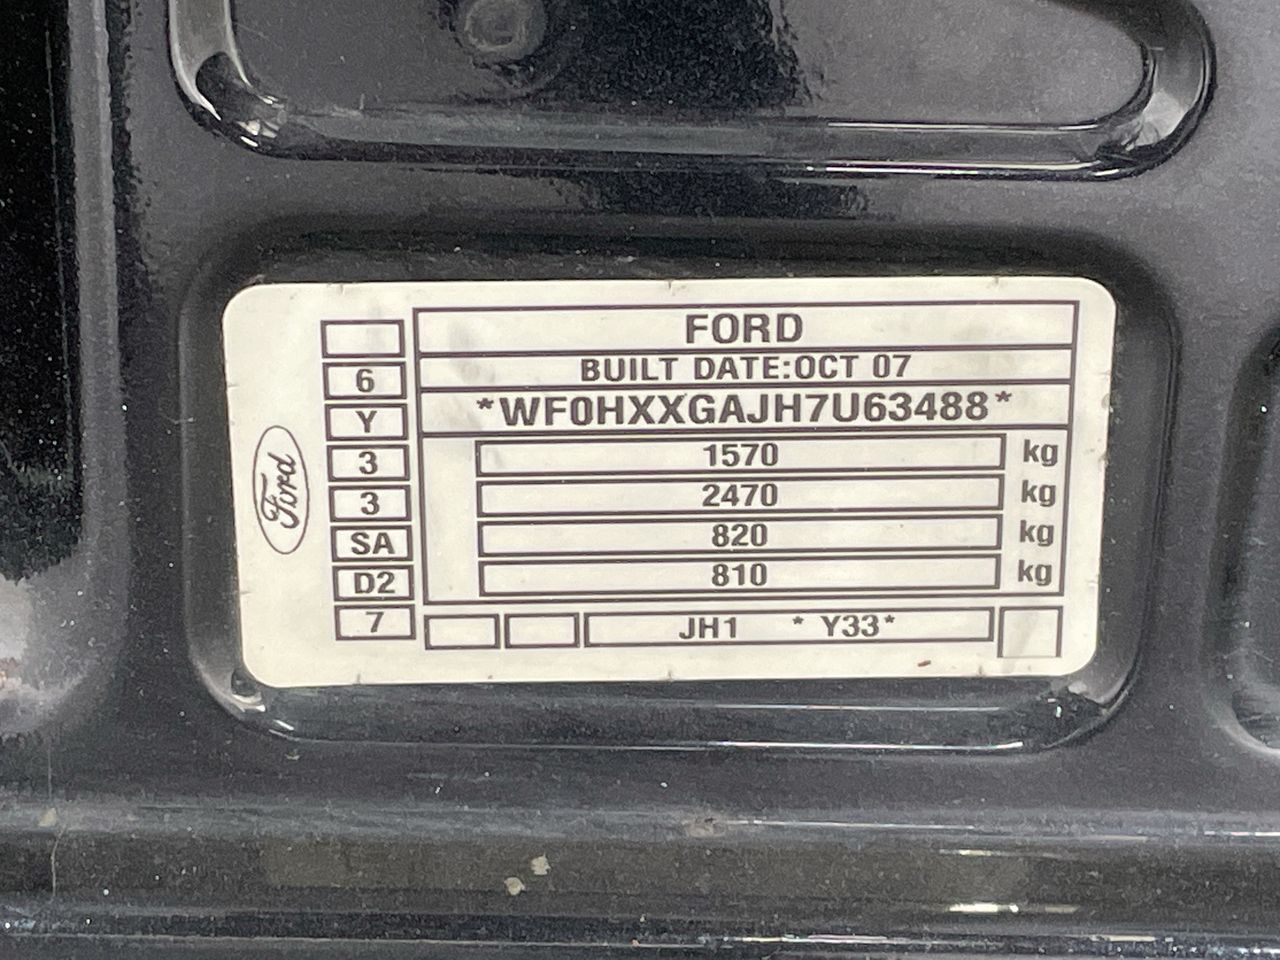 FORD
BUILT DATE:OCT 07
*WF0HXXGAJH7U63488*
6
Y
3
3
SA
D2
7
Ford
1570 kg
2470 kg
820 kg
810 kg
JH1 * Y33*